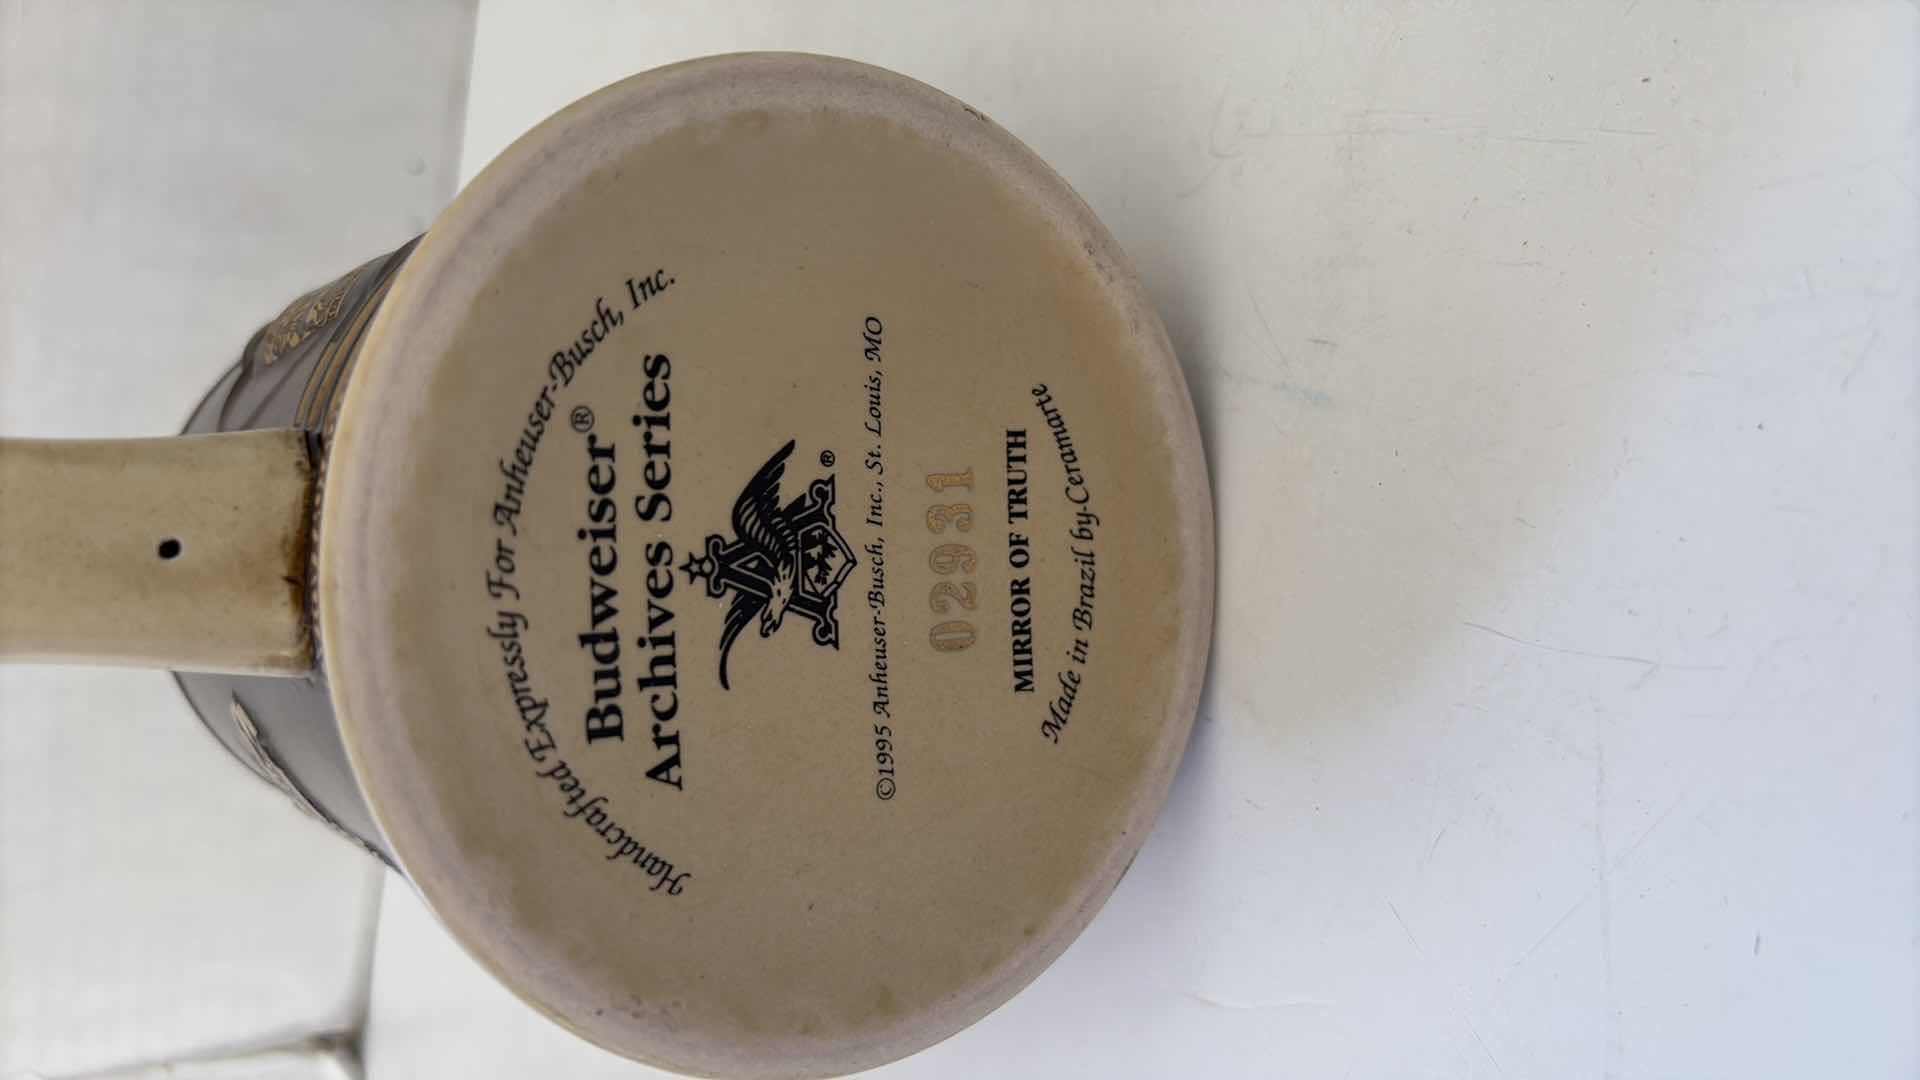 Handcrafted Expressly For Anheuser-Busch, Inc.
Budweiser®
Archives Series
A
®
©1995 Anheuser-Busch, Inc., St. Louis, MO
02931
MIRROR OF TRUTH
Made in Brazil by Ceramarte